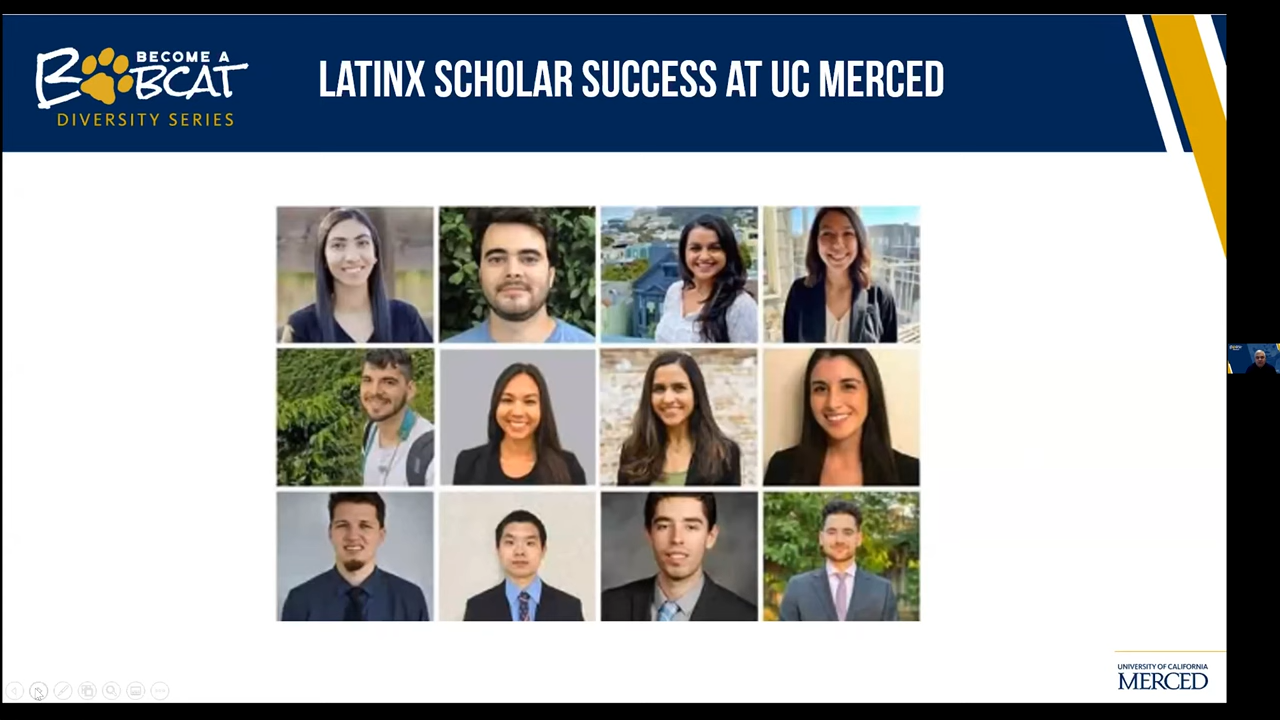 BECOME A
BOBCAT
DIVERSITY SERIES
LATINX SCHOLAR SUCCESS AT UC MERCED
UNIVERSITY OF CALIFORNIA
MERCED